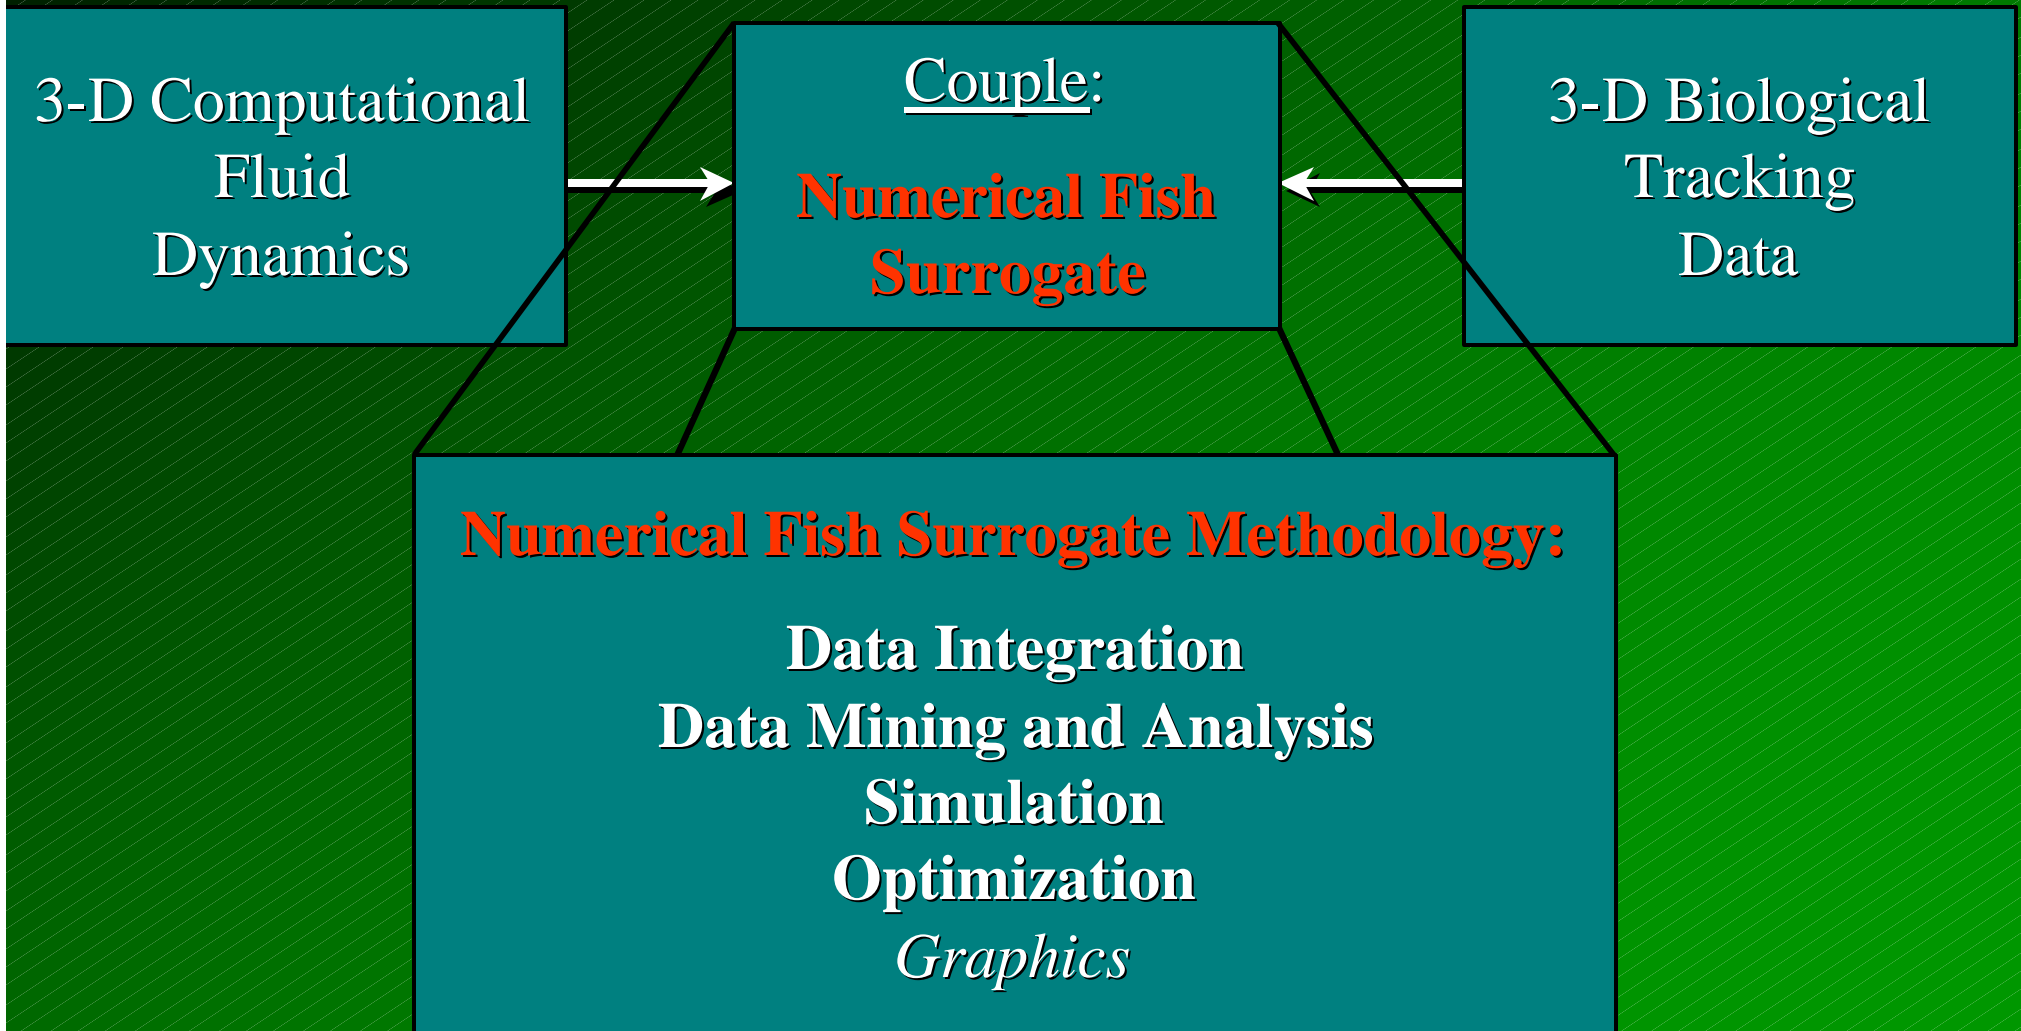 3-D Computational
Fluid
Dynamics
Couple:
Numerical Fish
Surrogate
3-D Biological
Tracking
Data
Numerical Fish Surrogate Methodology:
Data Integration
Data Mining and Analysis
Simulation
Optimization
Graphics